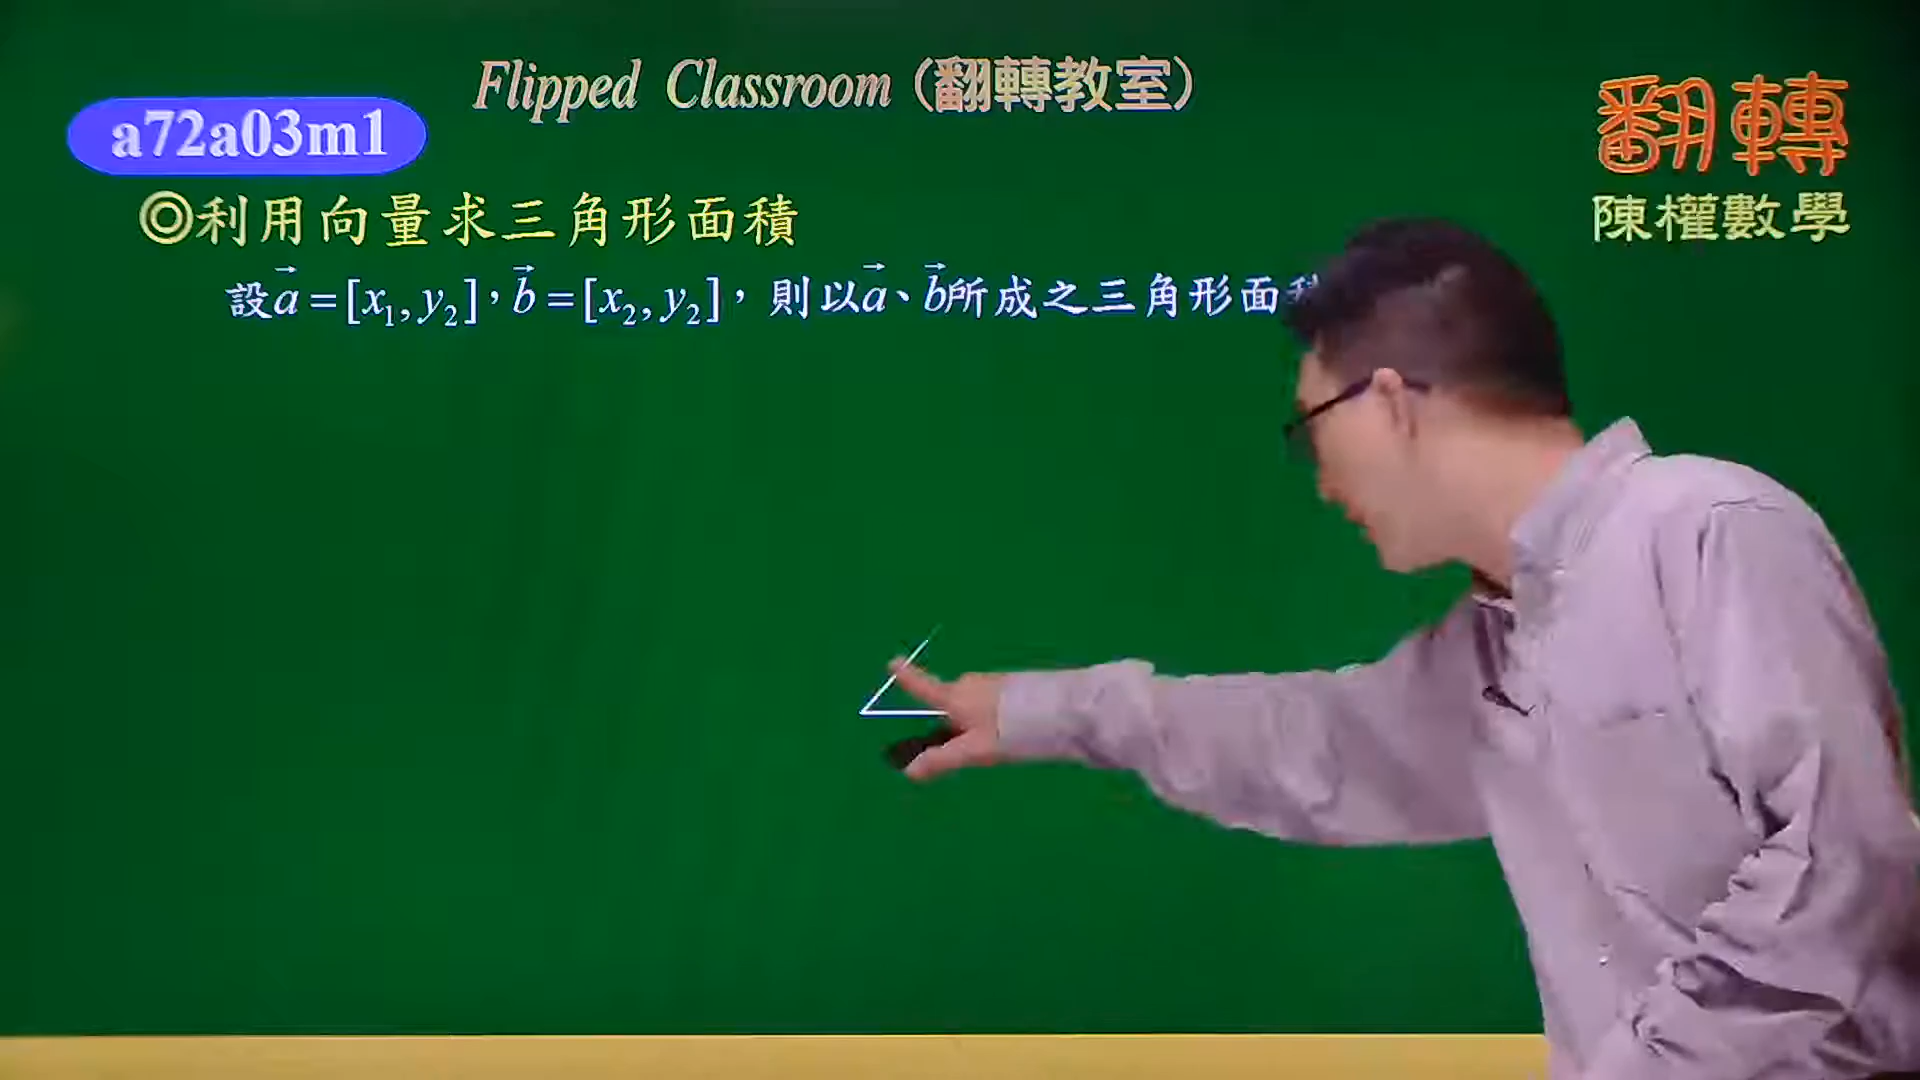 Flipped Classroom (翻轉教室)
翻轉
陳權數學
a72a03m1
◎利用向量求三角形面積
設a⃗=[x₁,y₂],b⃗=[x₂,y₂],則以a⃗、b⃗所成之三角形面